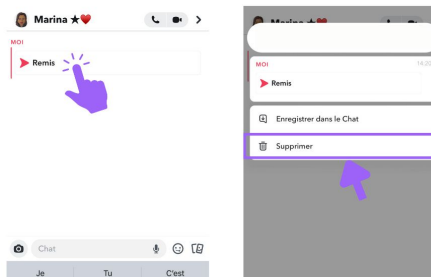 Marina ★❤
MOI
Remis
Chat
Je Tu C'est
Marina ★❤
MOI
16:20
Remis
Enregistrer dans le Chat
Supprimer